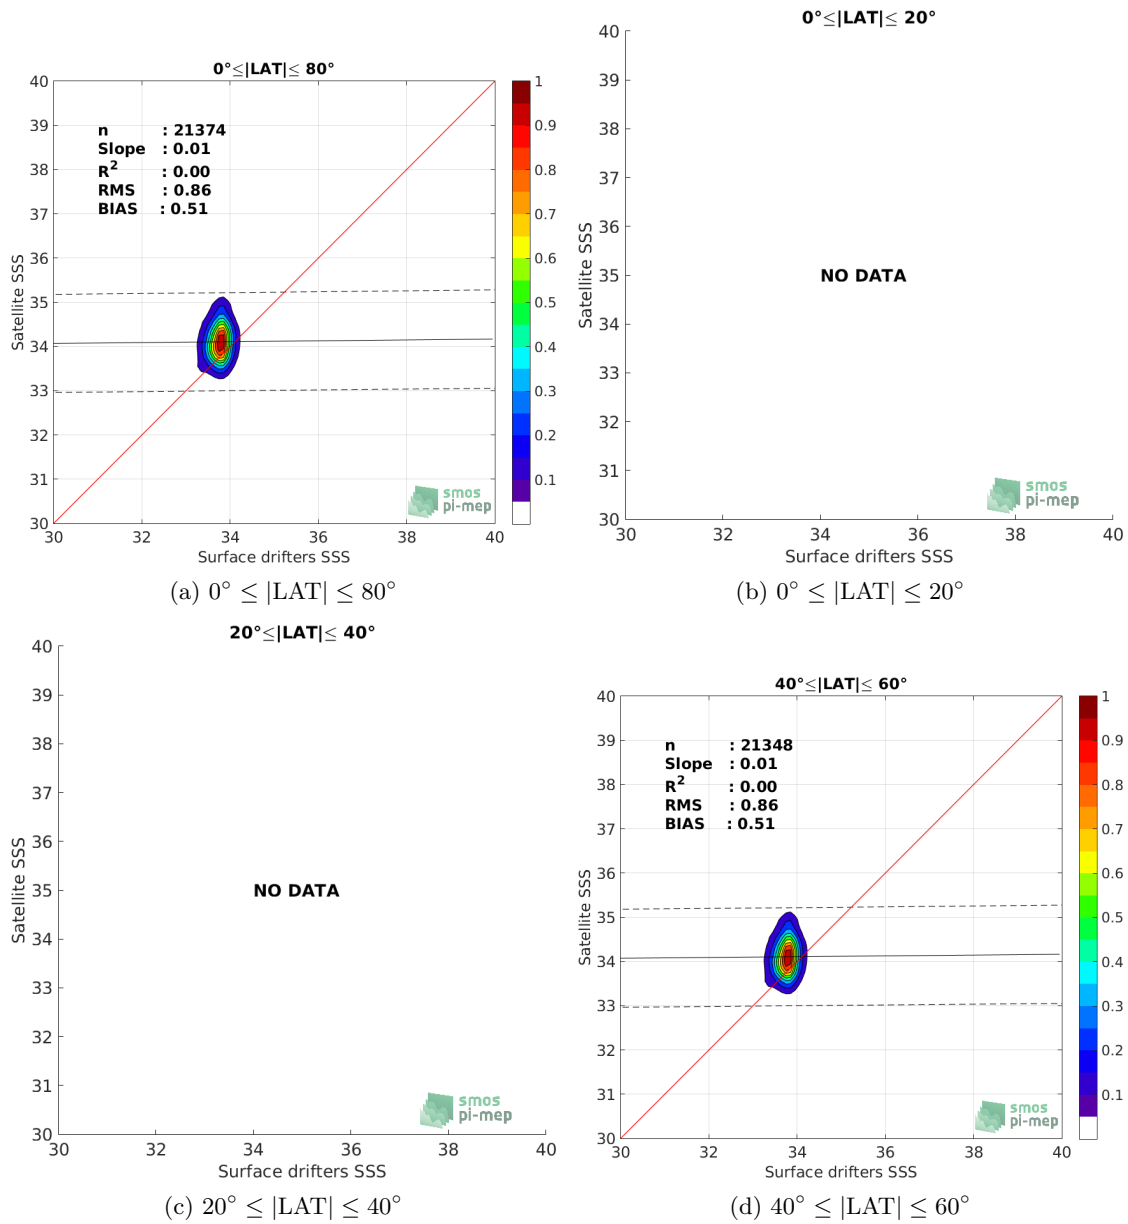 0°≤|LAT|≤ 80°
40
39
38
37
36
35
34
33
32
31
30
Satellite SSS
n : 21374
Slope : 0.01
R² : 0.00
RMS : 0.86
BIAS : 0.51
smos
pi-mep
30 32 34 36 38 40
Surface drifters SSS
1
0.9
0.8
0.7
0.6
0.5
0.4
0.3
0.2
0.1
(a) 0° ≤ |LAT| ≤ 80°
0°≤|LAT|≤ 20°
40
39
38
37
36
35
34
33
32
31
30
Satellite SSS
NO DATA
smos
pi-mep
30 32 34 36 38 40
Surface drifters SSS
(b) 0° ≤ |LAT| ≤ 20°
20°≤|LAT|≤ 40°
40
39
38
37
36
35
34
33
32
31
30
Satellite SSS
NO DATA
smos
pi-mep
30 32 34 36 38 40
Surface drifters SSS
(c) 20° ≤ |LAT| ≤ 40°
40°≤|LAT|≤ 60°
40
39
38
37
36
35
34
33
32
31
30
Satellite SSS
n : 21348
Slope : 0.01
R² : 0.00
RMS : 0.86
BIAS : 0.51
smos
pi-mep
30 32 34 36 38 40
Surface drifters SSS
1
0.9
0.8
0.7
0.6
0.5
0.4
0.3
0.2
0.1
(d) 40° ≤ |LAT| ≤ 60°